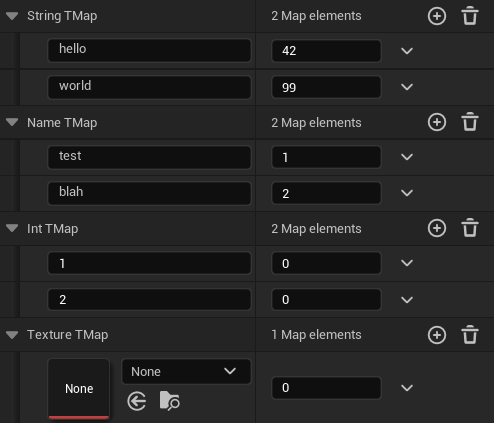 String TMap 2 Map elements
hello 42
world 99
Name TMap 2 Map elements
test 1
blah 2
Int TMap 2 Map elements
1 0
2 0
Texture TMap 1 Map elements
None
None 0